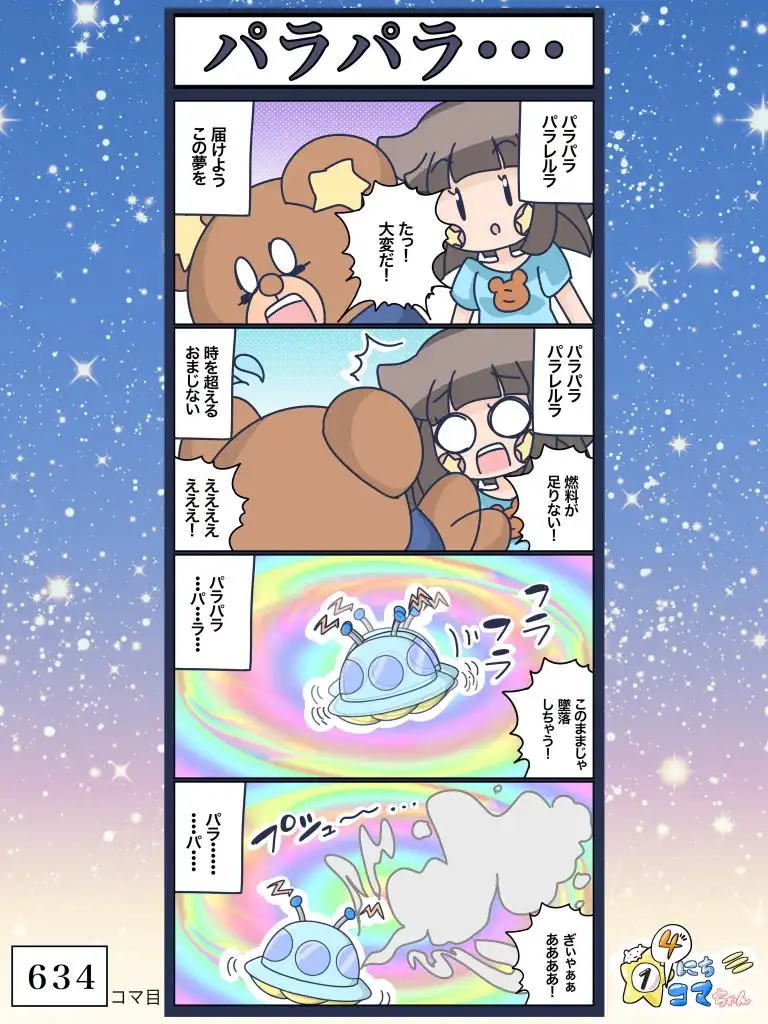 パラパラ・・・
パラパラ
パラレルラ
たっ！
大変だ！
届けよう
この夢を
パラパラ
パラレルラ
燃料が
足りない！
時を超える
おまじない
ええええ
えええ！
パラパラ
…パ…ラ…
フラ
フラ
このままじゃ
墜落
しちゃう！
パラ……
……パ……
プシュ〜〜・・・
ぎぃやぁぁ
ああああ！
634
コマ目
1
4
にち
コマ
ちゃん